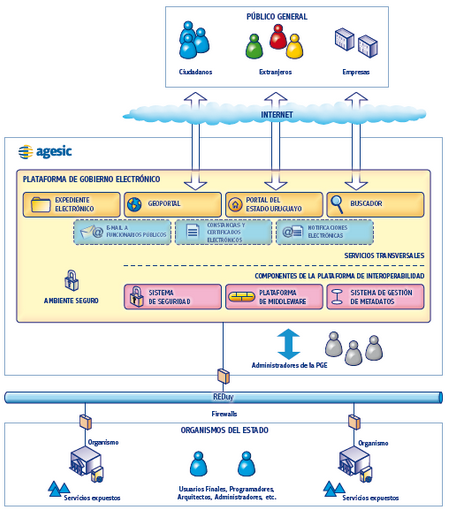 PÚBLICO GENERAL
Ciudadanos
Extranjeros
Empresas
INTERNET
agesic
PLATAFORMA DE GOBIERNO ELECTRÓNICO
EXPEDIENTE
ELECTRÓNICO
GEOPORTAL
PORTAL DEL
ESTADO URUGUAYO
BUSCADOR
E-MAIL A
FUNCIONARIOS PÚBLICOS
CONSTANCIAS Y
CERTIFICADOS
ELECTRÓNICOS
NOTIFICACIONES
ELECTRÓNICAS
SERVICIOS TRANSVERSALES
COMPONENTES DE LA PLATAFORMA DE INTEROPERABILIDAD
AMBIENTE SEGURO
SISTEMA
DE SEGURIDAD
PLATAFORMA
DE MIDDLEWARE
SISTEMA DE GESTIÓN
DE METADATOS
Administradores de la PGE
REDuy
Firewalls
ORGANISMOS DEL ESTADO
Organismo
Servicios expuestos
Usuarios Finales, Programadores,
Arquitectos, Administradores, etc.
Organismo
Servicios expuestos